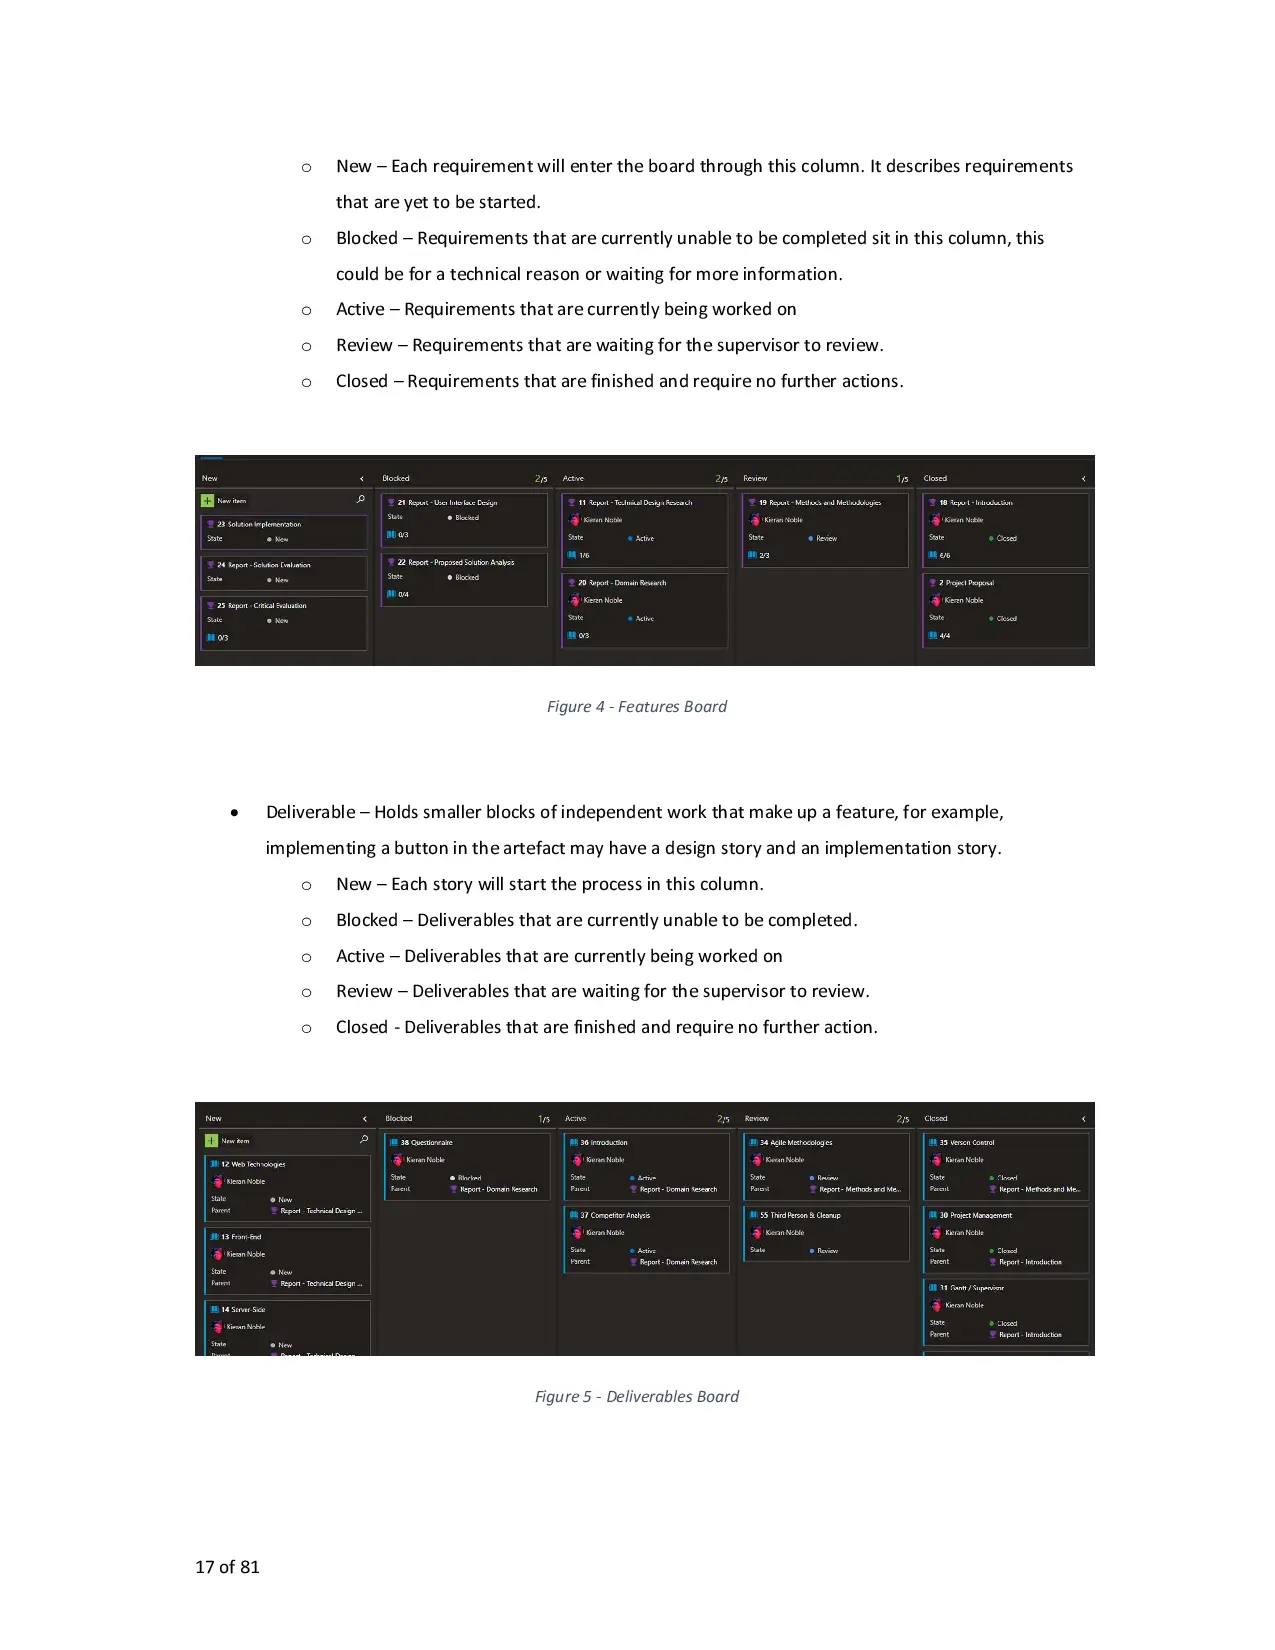 o New – Each requirement will enter the board through this column. It describes requirements
that are yet to be started.
o Blocked – Requirements that are currently unable to be completed sit in this column, this
could be for a technical reason or waiting for more information.
o Active – Requirements that are currently being worked on
o Review – Requirements that are waiting for the supervisor to review.
o Closed – Requirements that are finished and require no further actions.
New
New item
23 Solution Implementation
State New
24 Report - Solution Evaluation
State New
25 Report - Critical Evaluation
State New
0/3
Blocked 2/5
21 Report - User Interface Design
State Blocked
0/3
22 Report - Proposed Solution Analysis
State Blocked
0/4
Active 2/5
11 Report - Technical Design Research
Kieran Noble
State Active
1/6
20 Report - Domain Research
Kieran Noble
State Active
0/3
Review 1/5
19 Report - Methods and Methodologies
Kieran Noble
State Review
2/3
Closed
18 Report - Introduction
Kieran Noble
State Closed
6/6
2 Project Proposal
Kieran Noble
State Closed
4/4
Figure 4 - Features Board
• Deliverable – Holds smaller blocks of independent work that make up a feature, for example,
implementing a button in the artefact may have a design story and an implementation story.
o New – Each story will start the process in this column.
o Blocked – Deliverables that are currently unable to be completed.
o Active – Deliverables that are currently being worked on
o Review – Deliverables that are waiting for the supervisor to review.
o Closed - Deliverables that are finished and require no further action.
New
New item
12 Web Technologies
Kieran Noble
State New
Parent Report - Technical Design ...
13 Front-End
Kieran Noble
State New
Parent Report - Technical Design ...
14 Server-Side
Kieran Noble
State New
Parent Report - Technical Design
Blocked 1/5
38 Questionnaire
Kieran Noble
State Blocked
Parent Report - Domain Research
Active 2/5
36 Introduction
Kieran Noble
State Active
Parent Report - Domain Research
37 Competitor Analysis
Kieran Noble
State Active
Parent Report - Domain Research
Review 2/5
34 Agile Methodologies
Kieran Noble
State Review
Parent Report - Methods and Me...
55 Third Person & Cleanup
Kieran Noble
State Review
Closed
35 Verson Control
Kieran Noble
State Closed
Parent Report - Methods and Me...
30 Project Management
Kieran Noble
State Closed
Parent Report - Introduction
31 Gantt / Supervisor
Kieran Noble
State Closed
Parent Report - Introduction
Figure 5 - Deliverables Board
17 of 81